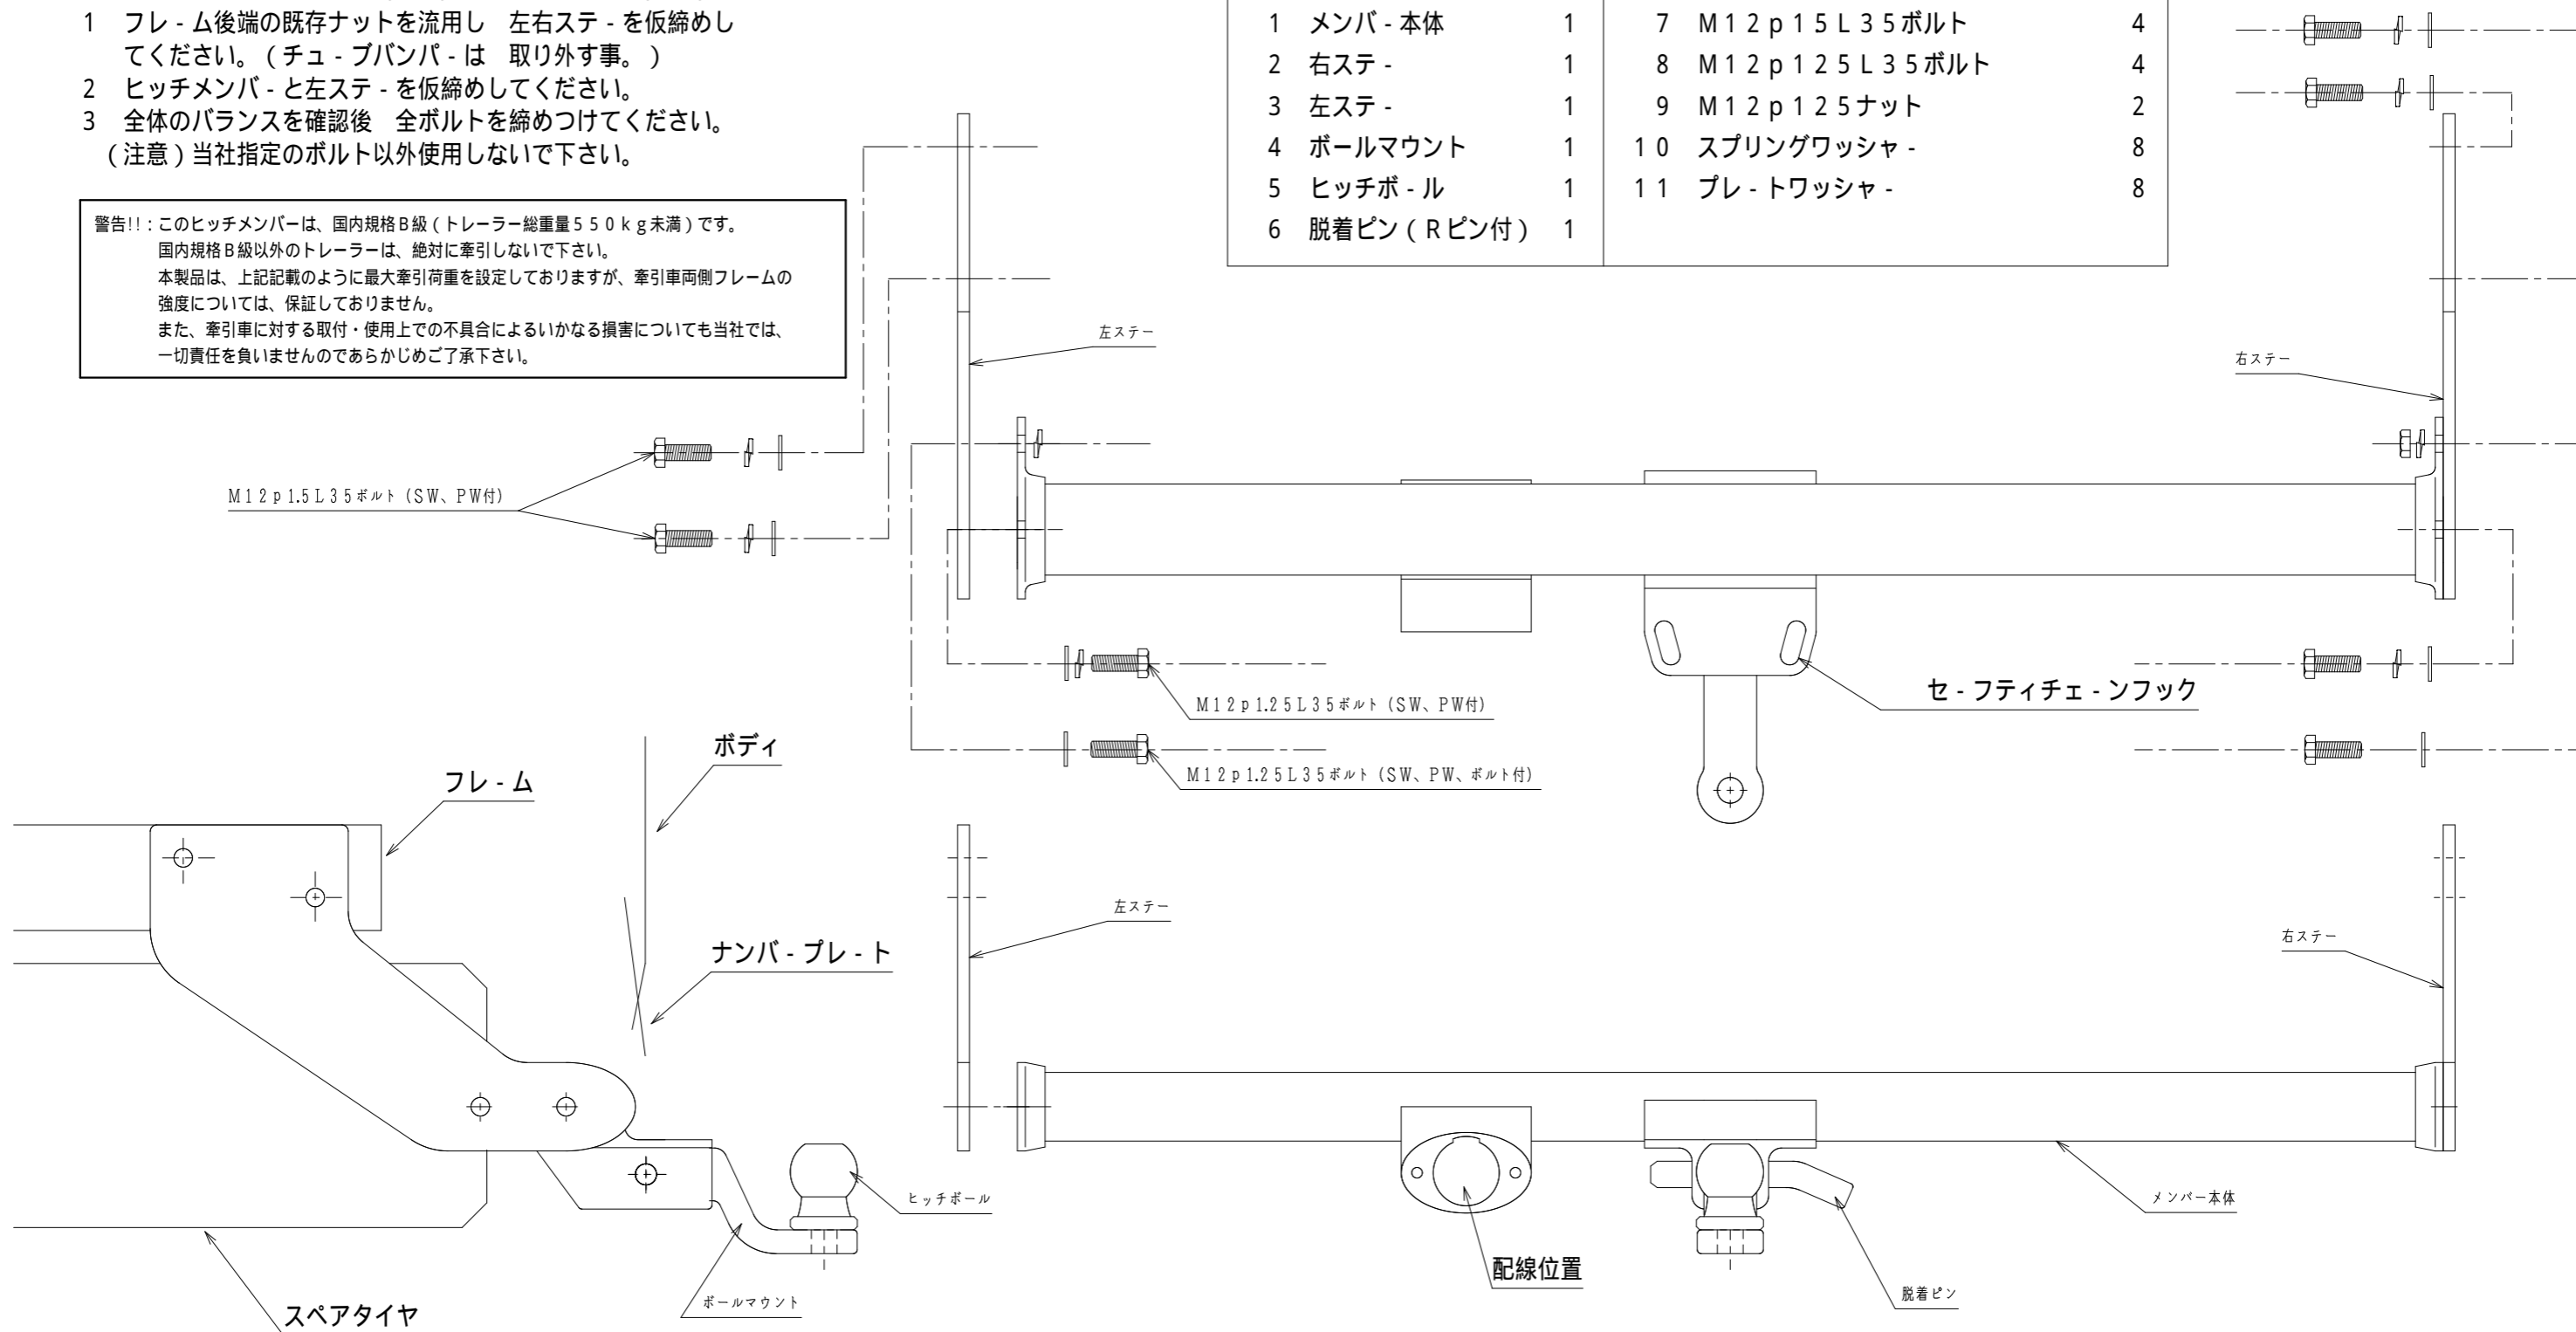 1 フレ-ム後端の既存ナットを流用し 左右ステ-を仮締めし
てください。(チュ-ブバンパ-は 取り外す事。)
2 ヒッチメンバ-と左ステ-を仮締めしてください。
3 全体のバランスを確認後 全ボルトを締めつけてください。
(注意)当社指定のボルト以外使用しないで下さい。
警告!!:このヒッチメンバーは、国内規格B級(トレーラー総重量550kg未満)です。
国内規格B級以外のトレーラーは、絶対に牽引しないで下さい。
本製品は、上記記載のように最大牽引荷重を設定しておりますが、牽引車両側フレームの
強度については、保証しておりません。
また、牽引車に対する取付・使用上での不具合によるいかなる損害についても当社では、
一切責任を負いませんのであらかじめご了承下さい。
1 メンバ-本体 1
2 右ステ- 1
3 左ステ- 1
4 ボールマウント 1
5 ヒッチボ-ル 1
6 脱着ピン(Rピン付) 1
7 M12p15L35ボルト 4
8 M12p125L35ボルト 4
9 M12p125ナット 2
10 スプリングワッシャ- 8
11 プレ-トワッシャ- 8
左ステー
右ステー
M12p1.5L35ボルト(SW、PW付)
M12p1.25L35ボルト(SW、PW付)
セ-フティチェ-ンフック
M12p1.25L35ボルト(SW、PW、ボルト付)
ボディ
フレ-ム
左ステー
ナンバ-プレ-ト
右ステー
ヒッチボール
メンバー本体
配線位置
脱着ピン
ボールマウント
スペアタイヤ